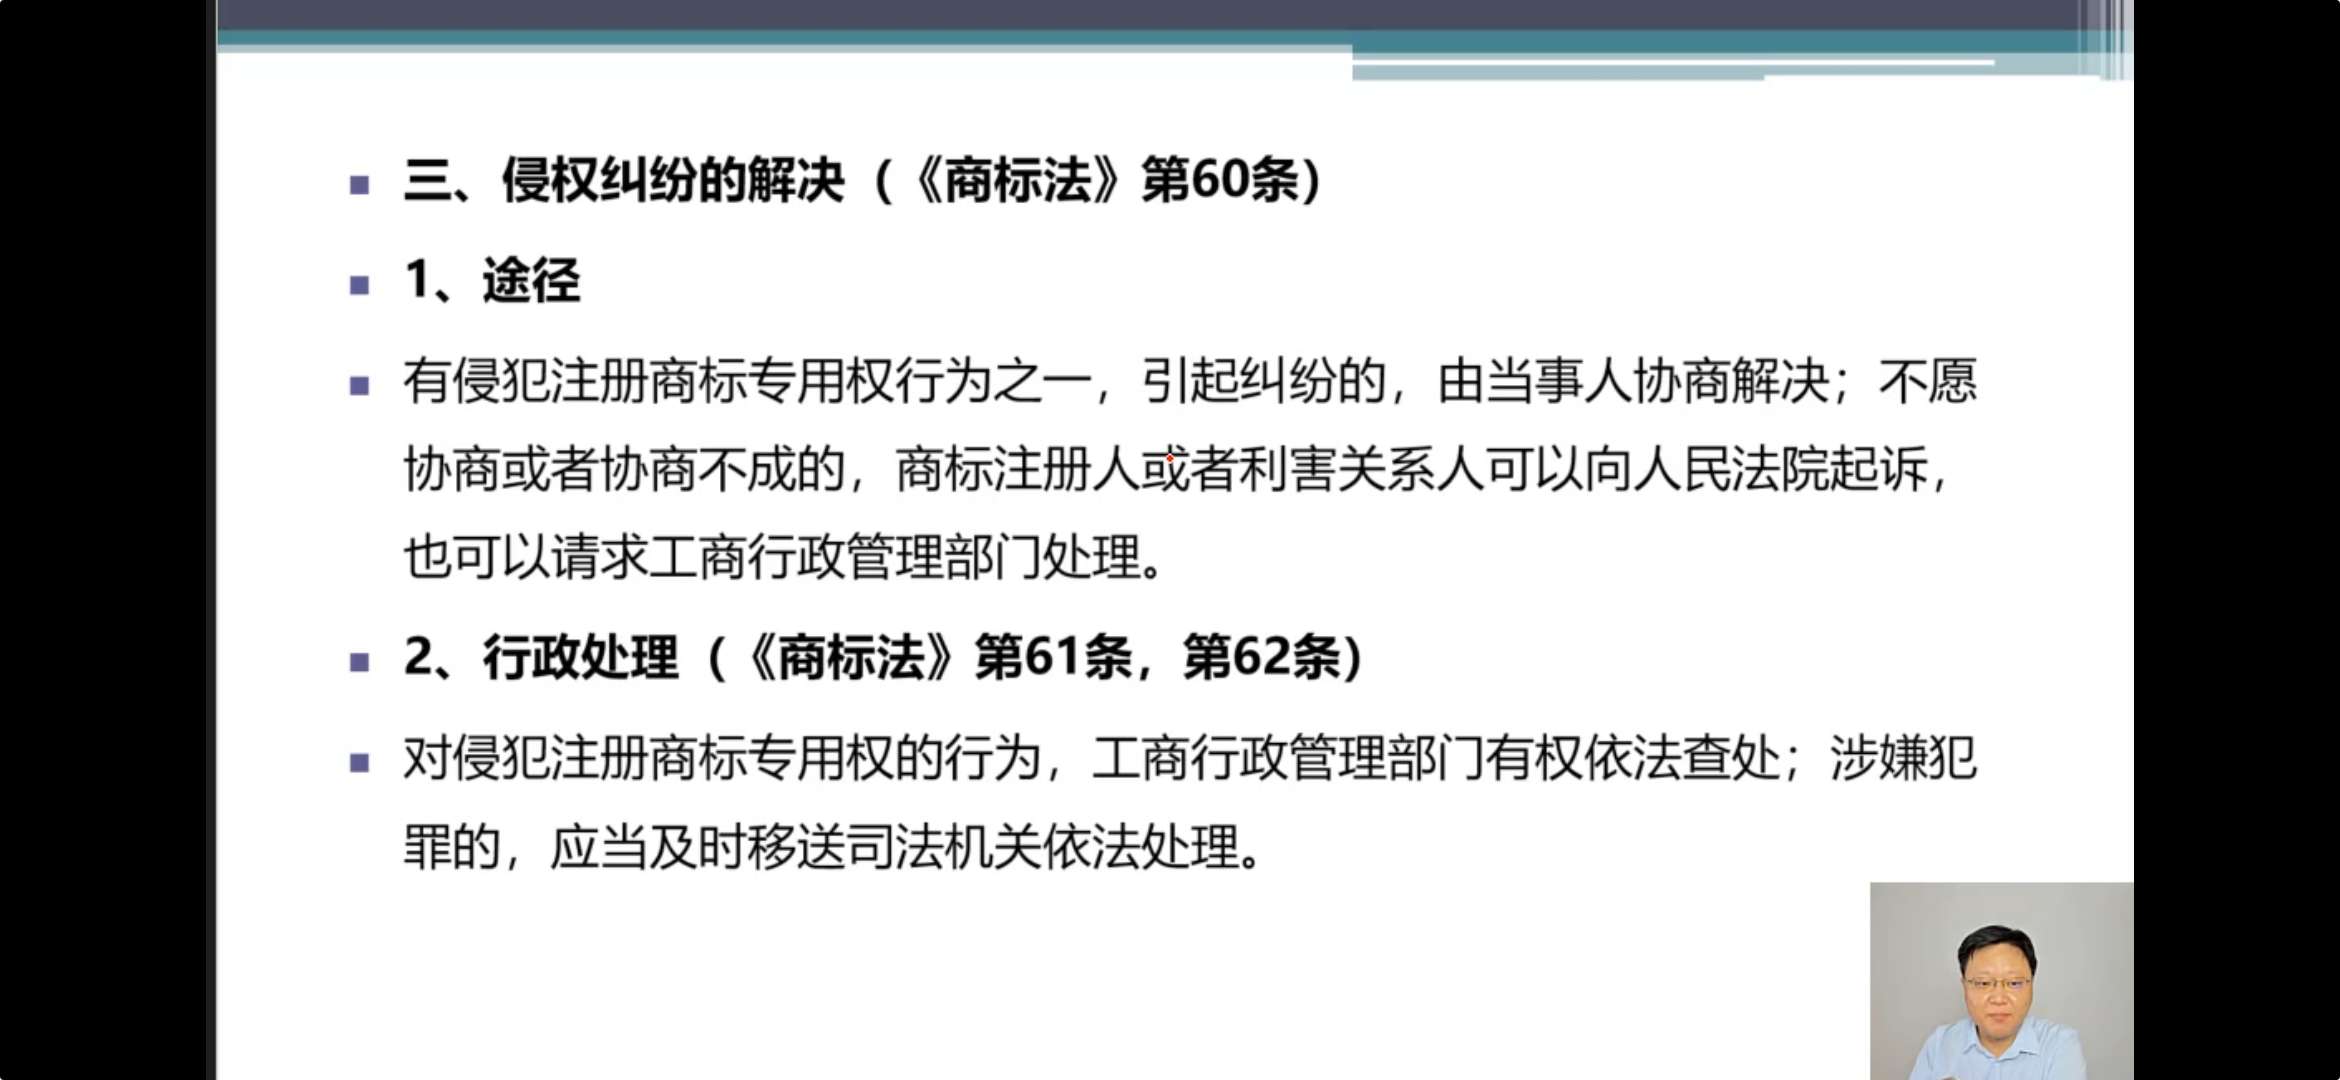 三、侵权纠纷的解决（《商标法》第60条）
1、途径
有侵犯注册商标专用权行为之一，引起纠纷的，由当事人协商解决；不愿
协商或者协商不成的，商标注册人或者利害关系人可以向人民法院起诉，
也可以请求工商行政管理部门处理。
2、行政处理（《商标法》第61条，第62条）
对侵犯注册商标专用权的行为，工商行政管理部门有权依法查处；涉嫌犯
罪的，应当及时移送司法机关依法处理。